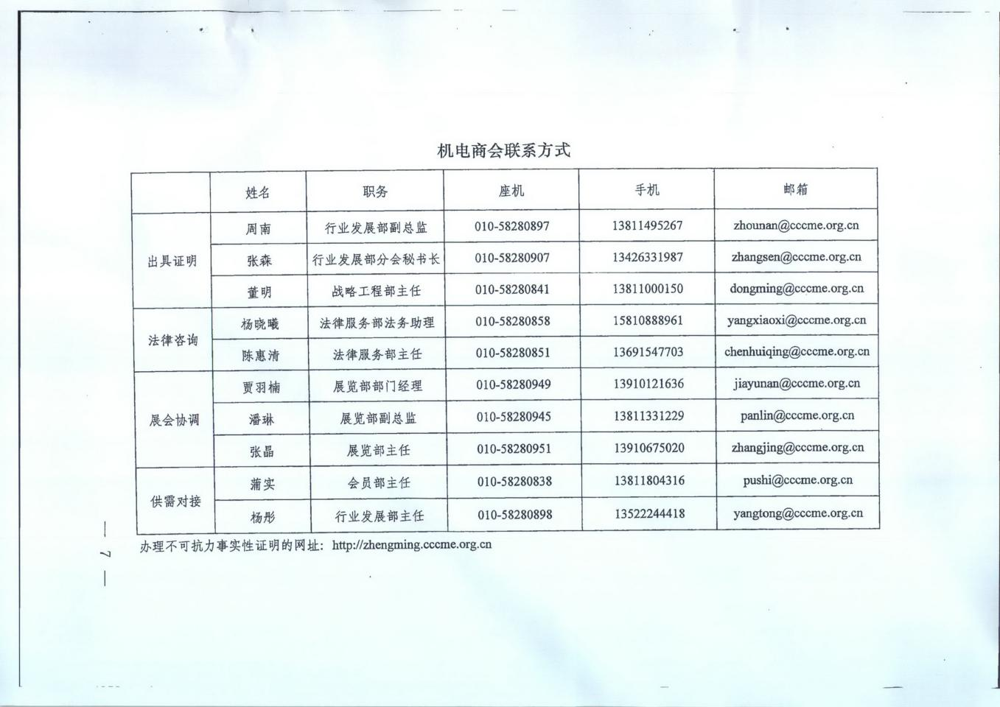 机电商会联系方式
姓名 职务 座机 手机 邮箱
出具证明 周南 行业发展部副总监 010-58280897 13811495267 zhounan@cccme.org.cn
张森 行业发展部分会秘书长 010-58280907 13426331987 zhangsen@cccme.org.cn
董明 战略工程部主任 010-58280841 13811000150 dongming@cccme.org.cn
法律咨询 杨晓曦 法律服务部法务助理 010-58280858 15810888961 yangxiaoxi@cccme.org.cn
陈惠清 法律服务部主任 010-58280851 13691547703 chenhuiqing@cccme.org.cn
展会协调 贾羽楠 展览部部门经理 010-58280949 13910121636 jiayunan@cccme.org.cn
潘琳 展览部副总监 010-58280945 13811331229 panlin@cccme.org.cn
张晶 展览部主任 010-58280951 13910675020 zhangjing@cccme.org.cn
供需对接 蒲实 会员部主任 010-58280838 13811804316 pushi@cccme.org.cn
杨彤 行业发展部主任 010-58280898 13522244418 yangtong@cccme.org.cn
办理不可抗力事实性证明的网址：http://zhengming.cccme.org.cn
— 7 —